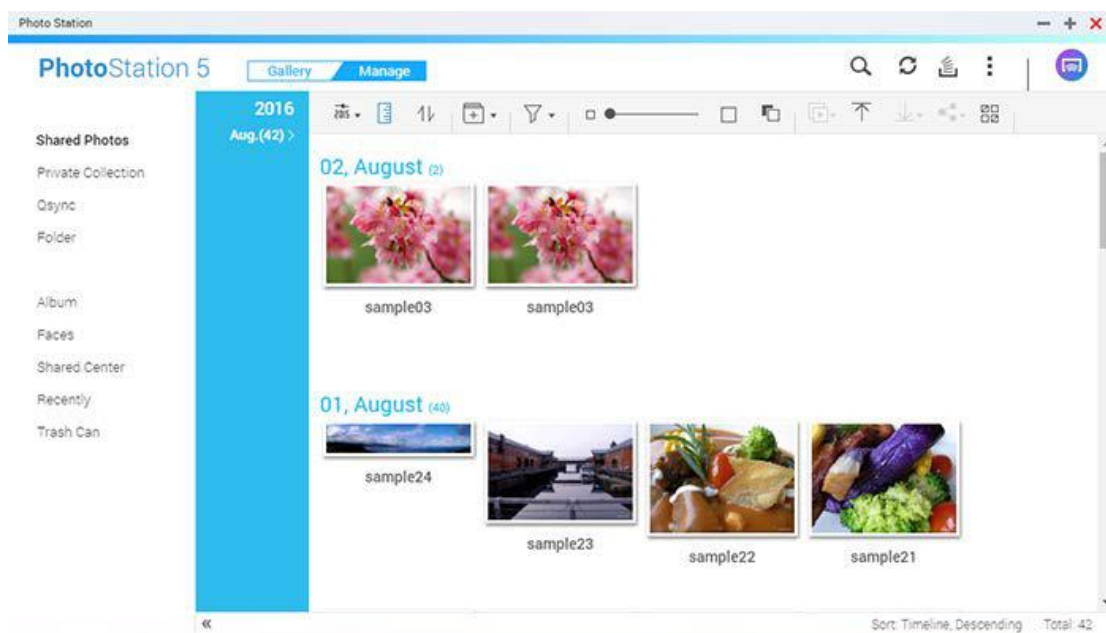 Photo Station
PhotoStation 5
Gallery
Manage
2016
Aug.(42) >
Shared Photos
Private Collection
Qsync
Folder
Album
Faces
Shared Center
Recently
Trash Can
02, August (2)
sample03
sample03
01, August (40)
sample24
sample23
sample22
sample21
«
Sort: Timeline, Descending
Total: 42